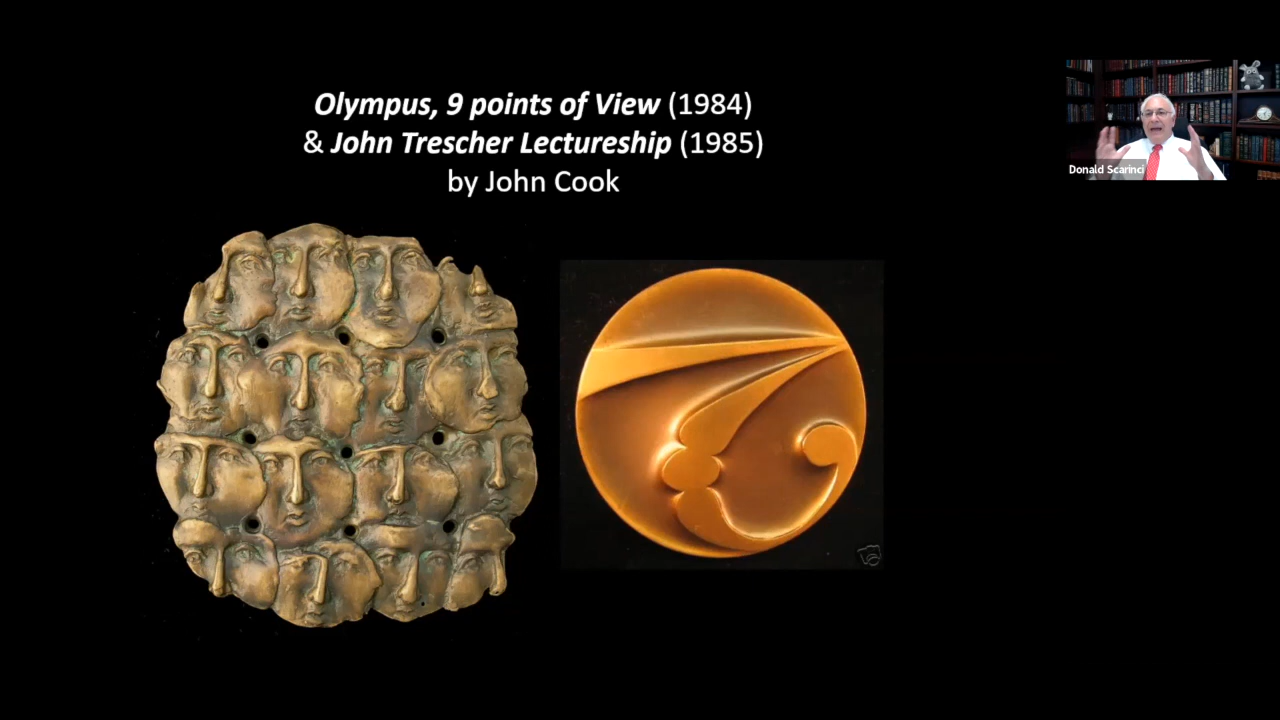 Olympus, 9 points of View (1984)
& John Trescher Lectureship (1985)
by John Cook
Donald Scarinci